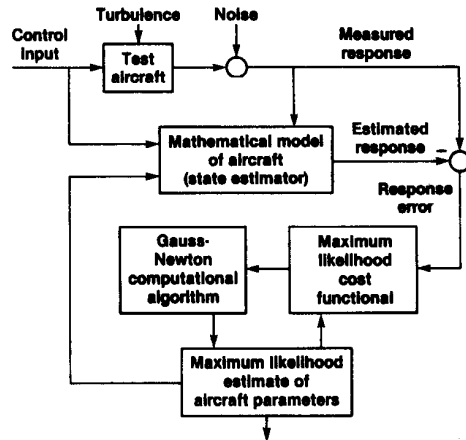 Turbulence
Noise
Control
input
Measured
response
Test
aircraft
Mathematical model
of aircraft
(state estimator)
Estimated
response
–
Response
error
Gauss-
Newton
computational
algorithm
Maximum
likelihood
cost
functional
Maximum likelihood
estimate of
aircraft parameters